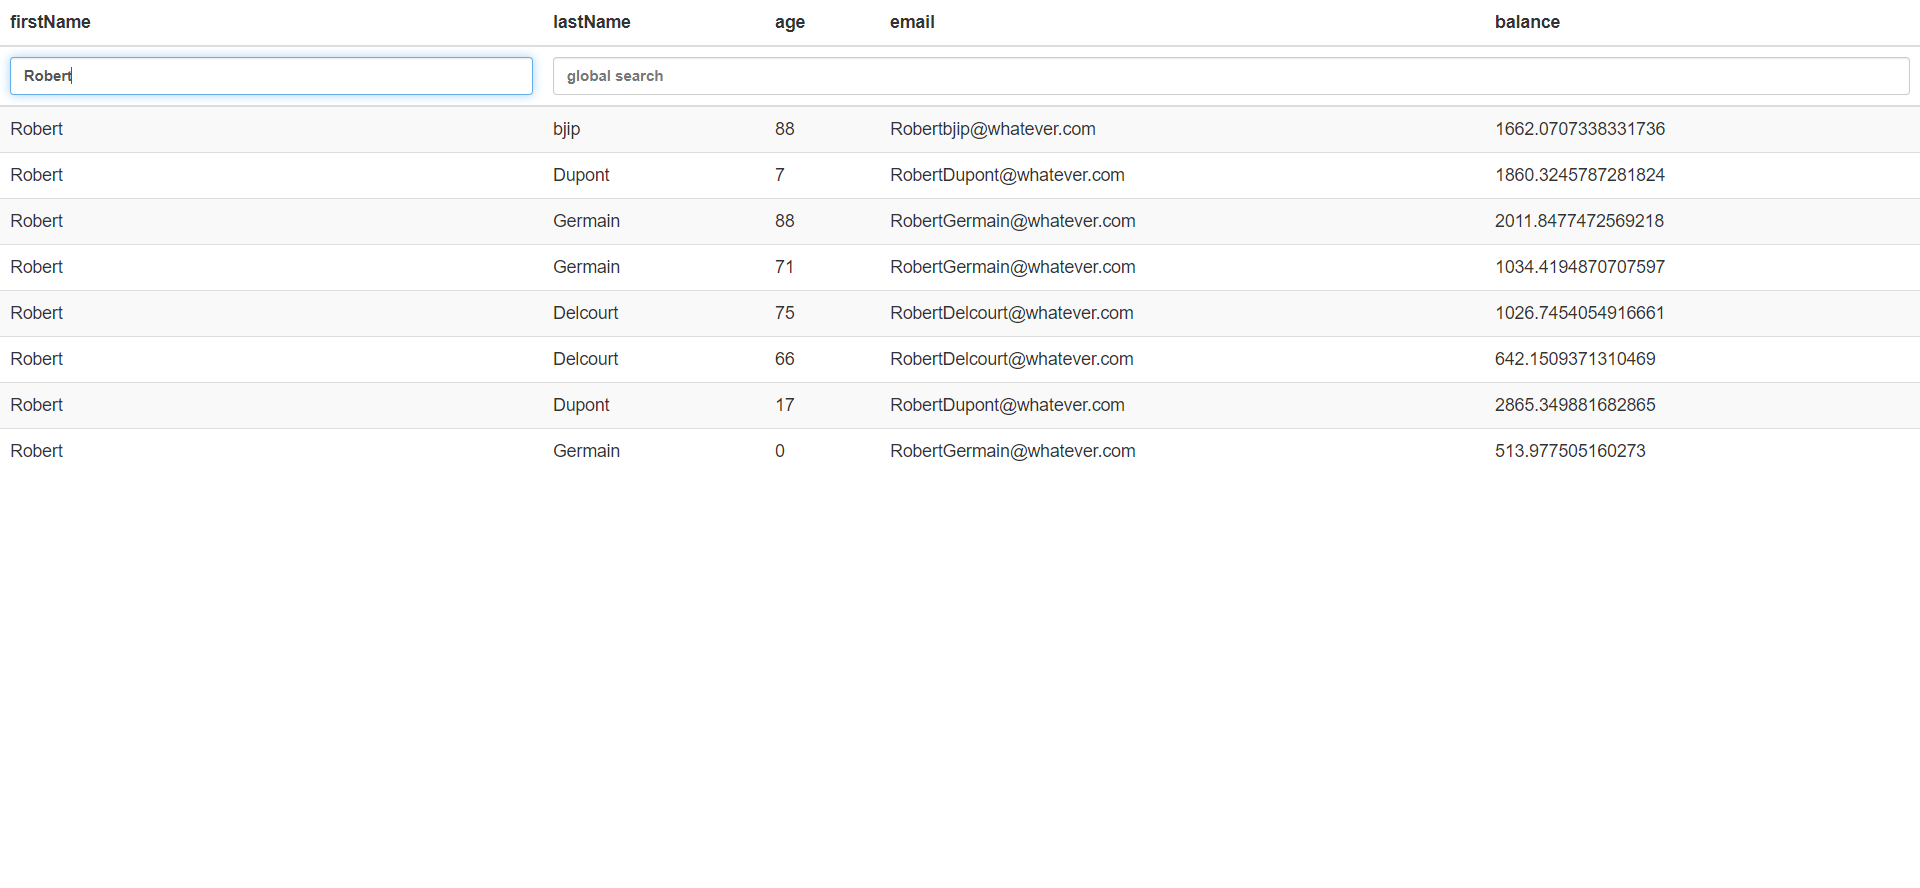 firstName lastName age email balance
Robert global search
Robert bjip 88 Robertbjip@whatever.com 1662.0707338331736
Robert Dupont 7 RobertDupont@whatever.com 1860.3245787281824
Robert Germain 88 RobertGermain@whatever.com 2011.8477472569218
Robert Germain 71 RobertGermain@whatever.com 1034.4194870707597
Robert Delcourt 75 RobertDelcourt@whatever.com 1026.7454054916661
Robert Delcourt 66 RobertDelcourt@whatever.com 642.1509371310469
Robert Dupont 17 RobertDupont@whatever.com 2865.349881682865
Robert Germain 0 RobertGermain@whatever.com 513.977505160273